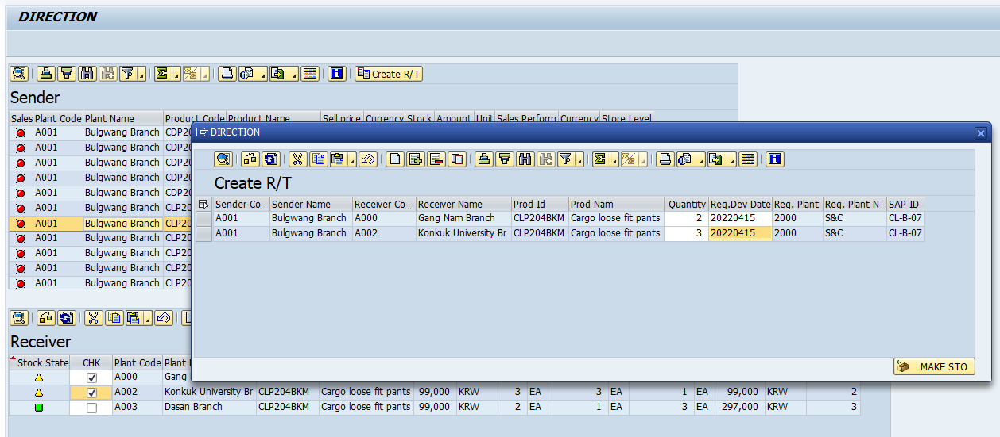 DIRECTION
Create R/T
Sender
Sales Plant Code Plant Name Product Code Product Name Sell price Currency Stock Amount Unit Sales Perform Currency Store Level
A001 Bulgwang Branch CDP20
A001 Bulgwang Branch CDP20
A001 Bulgwang Branch CDP20
A001 Bulgwang Branch CDP20
A001 Bulgwang Branch CDP20
A001 Bulgwang Branch CLP20
A001 Bulgwang Branch CLP20
A001 Bulgwang Branch CLP20
A001 Bulgwang Branch CLP20
A001 Bulgwang Branch CLP20
A001 Bulgwang Branch CLP20
DIRECTION
Create R/T
Sender Co... Sender Name Receiver Co... Receiver Name Prod Id Prod Nam Quantity Req.Dev Date Req. Plant Req. Plant N... SAP ID
A001 Bulgwang Branch A000 Gang Nam Branch CLP204BKM Cargo loose fit pants 2 20220415 2000 S&C CL-B-07
A001 Bulgwang Branch A002 Konkuk University Br CLP204BKM Cargo loose fit pants 3 20220415 2000 S&C CL-B-07
MAKE STO
Receiver
Stock State CHK Plant Code Plant
A000 Gang
A002 Konkuk University Br CLP204BKM Cargo loose fit pants 99,000 KRW 3 EA 3 EA 1 EA 99,000 KRW 2
A003 Dasan Branch CLP204BKM Cargo loose fit pants 99,000 KRW 2 EA 1 EA 3 EA 297,000 KRW 3